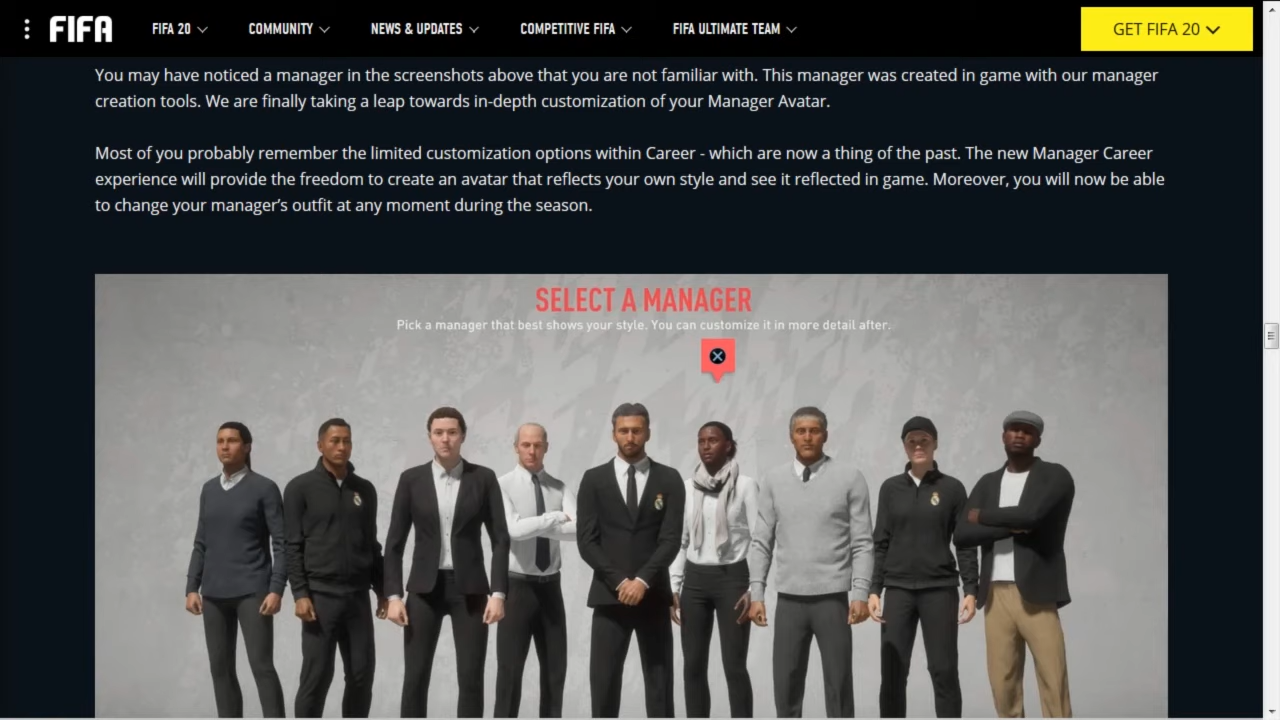 FIFA
FIFA 20
COMMUNITY
NEWS & UPDATES
COMPETITIVE FIFA
FIFA ULTIMATE TEAM
GET FIFA 20
You may have noticed a manager in the screenshots above that you are not familiar with. This manager was created in game with our manager
creation tools. We are finally taking a leap towards in-depth customization of your Manager Avatar.
Most of you probably remember the limited customization options within Career - which are now a thing of the past. The new Manager Career
experience will provide the freedom to create an avatar that reflects your own style and see it reflected in game. Moreover, you will now be able
to change your manager’s outfit at any moment during the season.
SELECT A MANAGER
Pick a manager that best shows your style. You can customize it in more detail after.